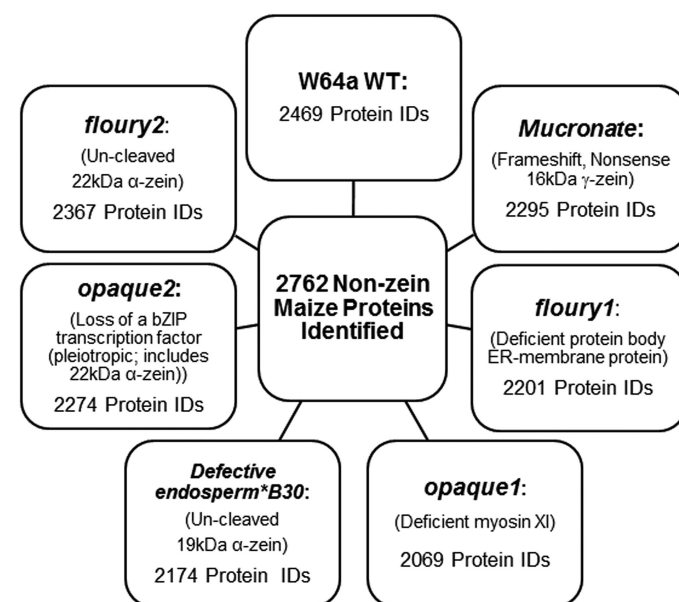 W64a WT:
2469 Protein IDs
floury2:
(Un-cleaved
22kDa α-zein)
2367 Protein IDs
Mucronate:
(Frameshift, Nonsense
16kDa γ-zein)
2295 Protein IDs
2762 Non-zein
Maize Proteins
Identified
opaque2:
(Loss of a bZIP
transcription factor
(pleiotropic; includes
22kDa α-zein))
2274 Protein IDs
floury1:
(Deficient protein body
ER-membrane protein)
2201 Protein IDs
Defective
endosperm*B30:
(Un-cleaved
19kDa α-zein)
2174 Protein IDs
opaque1:
(Deficient myosin XI)
2069 Protein IDs